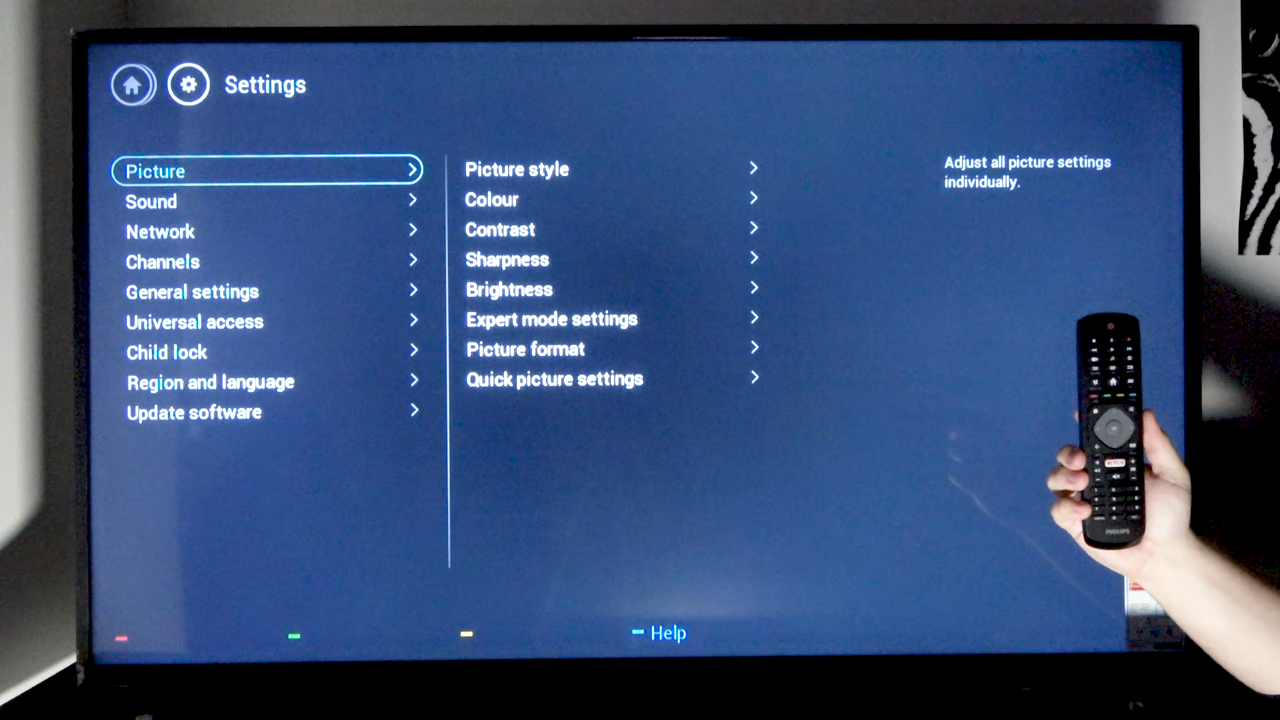 Settings
Picture
Sound
Network
Channels
General settings
Universal access
Child lock
Region and language
Update software
Picture style
Colour
Contrast
Sharpness
Brightness
Expert mode settings
Picture format
Quick picture settings
Adjust all picture settings
individually.
Help
NETFLIX
PHILIPS